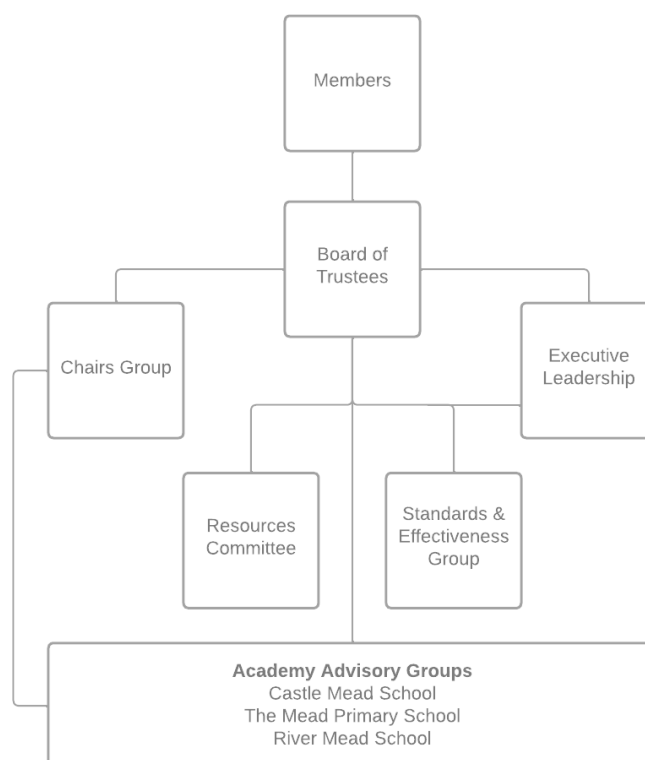 Members
Board of
Trustees
Chairs Group
Executive
Leadership
Resources
Committee
Standards &
Effectiveness
Group
Academy Advisory Groups
Castle Mead School
The Mead Primary School
River Mead School